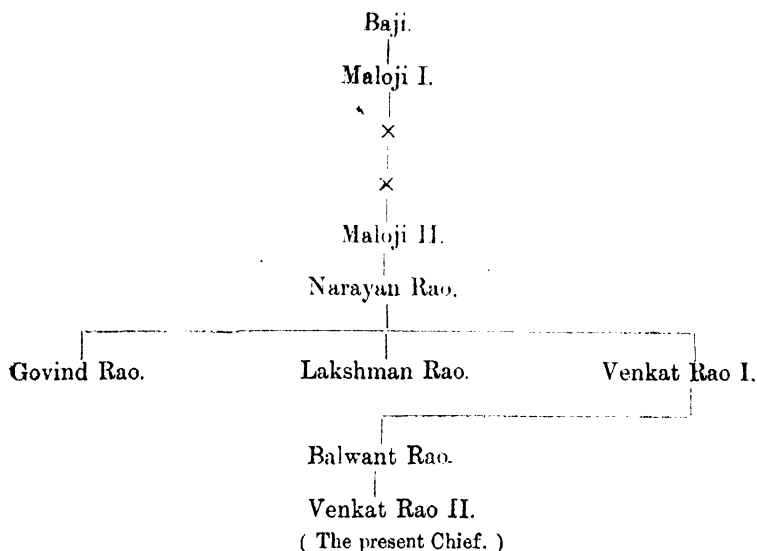 Baji.
Maloji I.
×
×
Maloji II.
Narayan Rao.
Govind Rao. Lakshman Rao. Venkat Rao I.
Balwant Rao.
Venkat Rao II.
( The present Chief. )